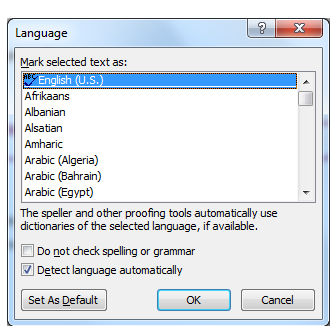 Language
?
Mark selected text as:
ABC English (U.S.)
Afrikaans
Albanian
Alsatian
Amharic
Arabic (Algeria)
Arabic (Bahrain)
Arabic (Egypt)
The speller and other proofing tools automatically use
dictionaries of the selected language, if available.
Do not check spelling or grammar
Detect language automatically
Set As Default OK Cancel